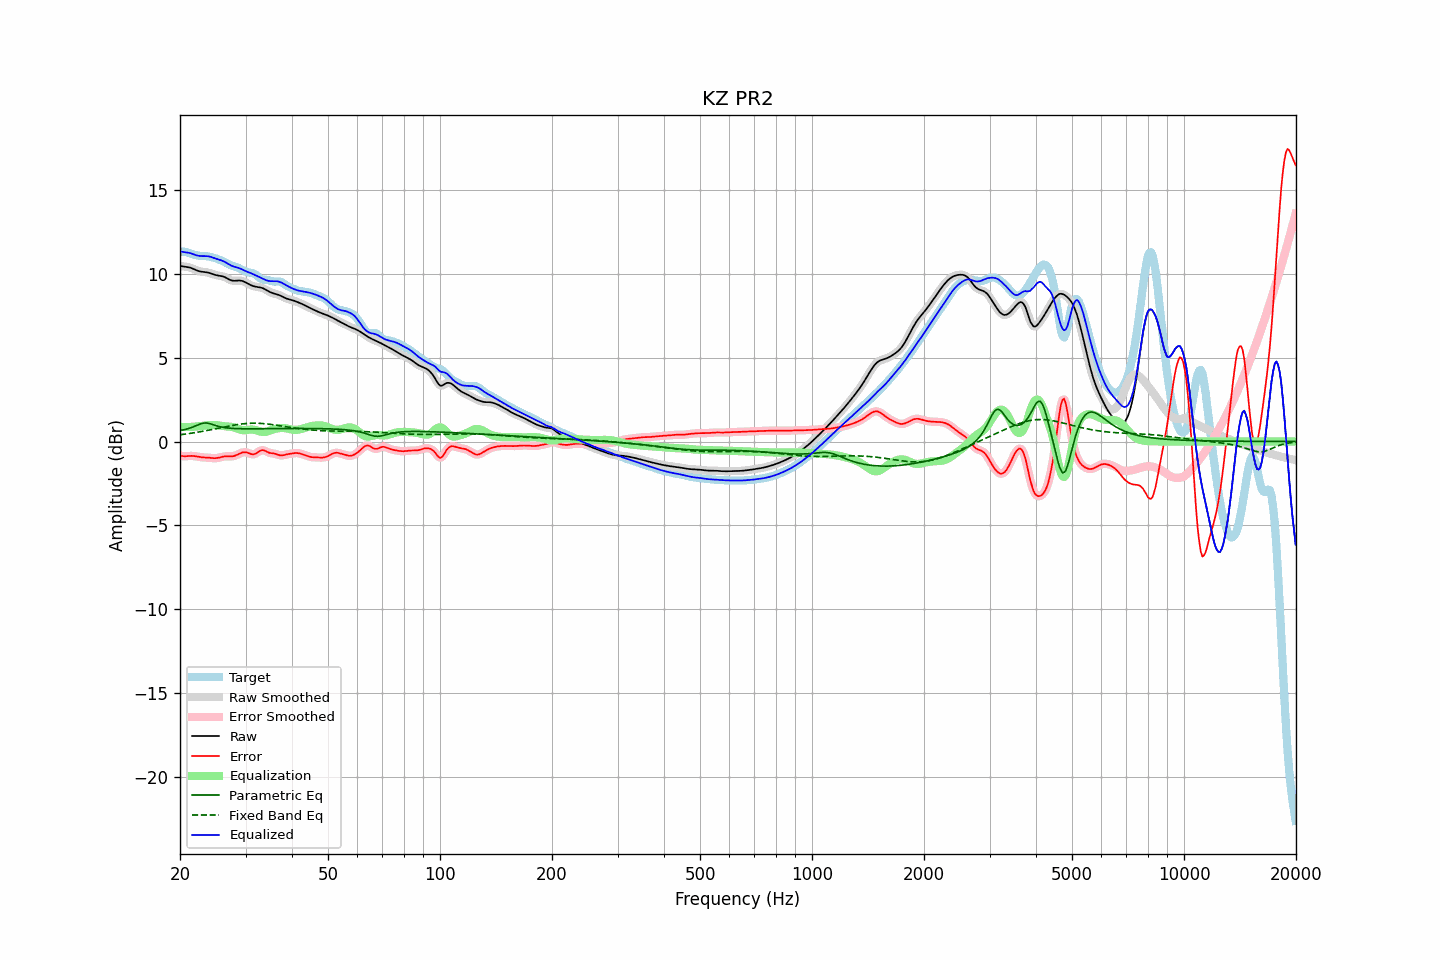 KZ PR2
Amplitude (dBr)
15
10
5
0
−5
−10
−15
−20
Target
Raw Smoothed
Error Smoothed
Raw
Error
Equalization
Parametric Eq
Fixed Band Eq
Equalized
20 50 100 200 500 1000 2000 5000 10000 20000
Frequency (Hz)